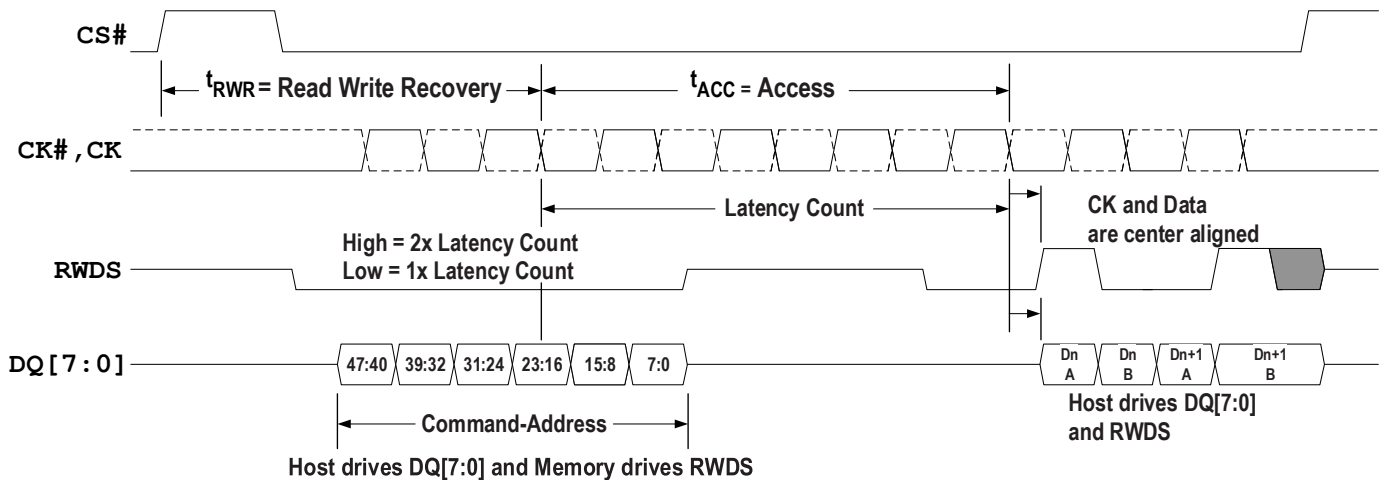 CS#
tRWR = Read Write Recovery
tACC = Access
CK#,CK
Latency Count
CK and Data
are center aligned
High = 2x Latency Count
Low = 1x Latency Count
RWDS
DQ[7:0]
47:40 39:32 31:24 23:16 15:8 7:0
Dn A
Dn B
Dn+1 A
Dn+1 B
Command-Address
Host drives DQ[7:0]
and RWDS
Host drives DQ[7:0] and Memory drives RWDS